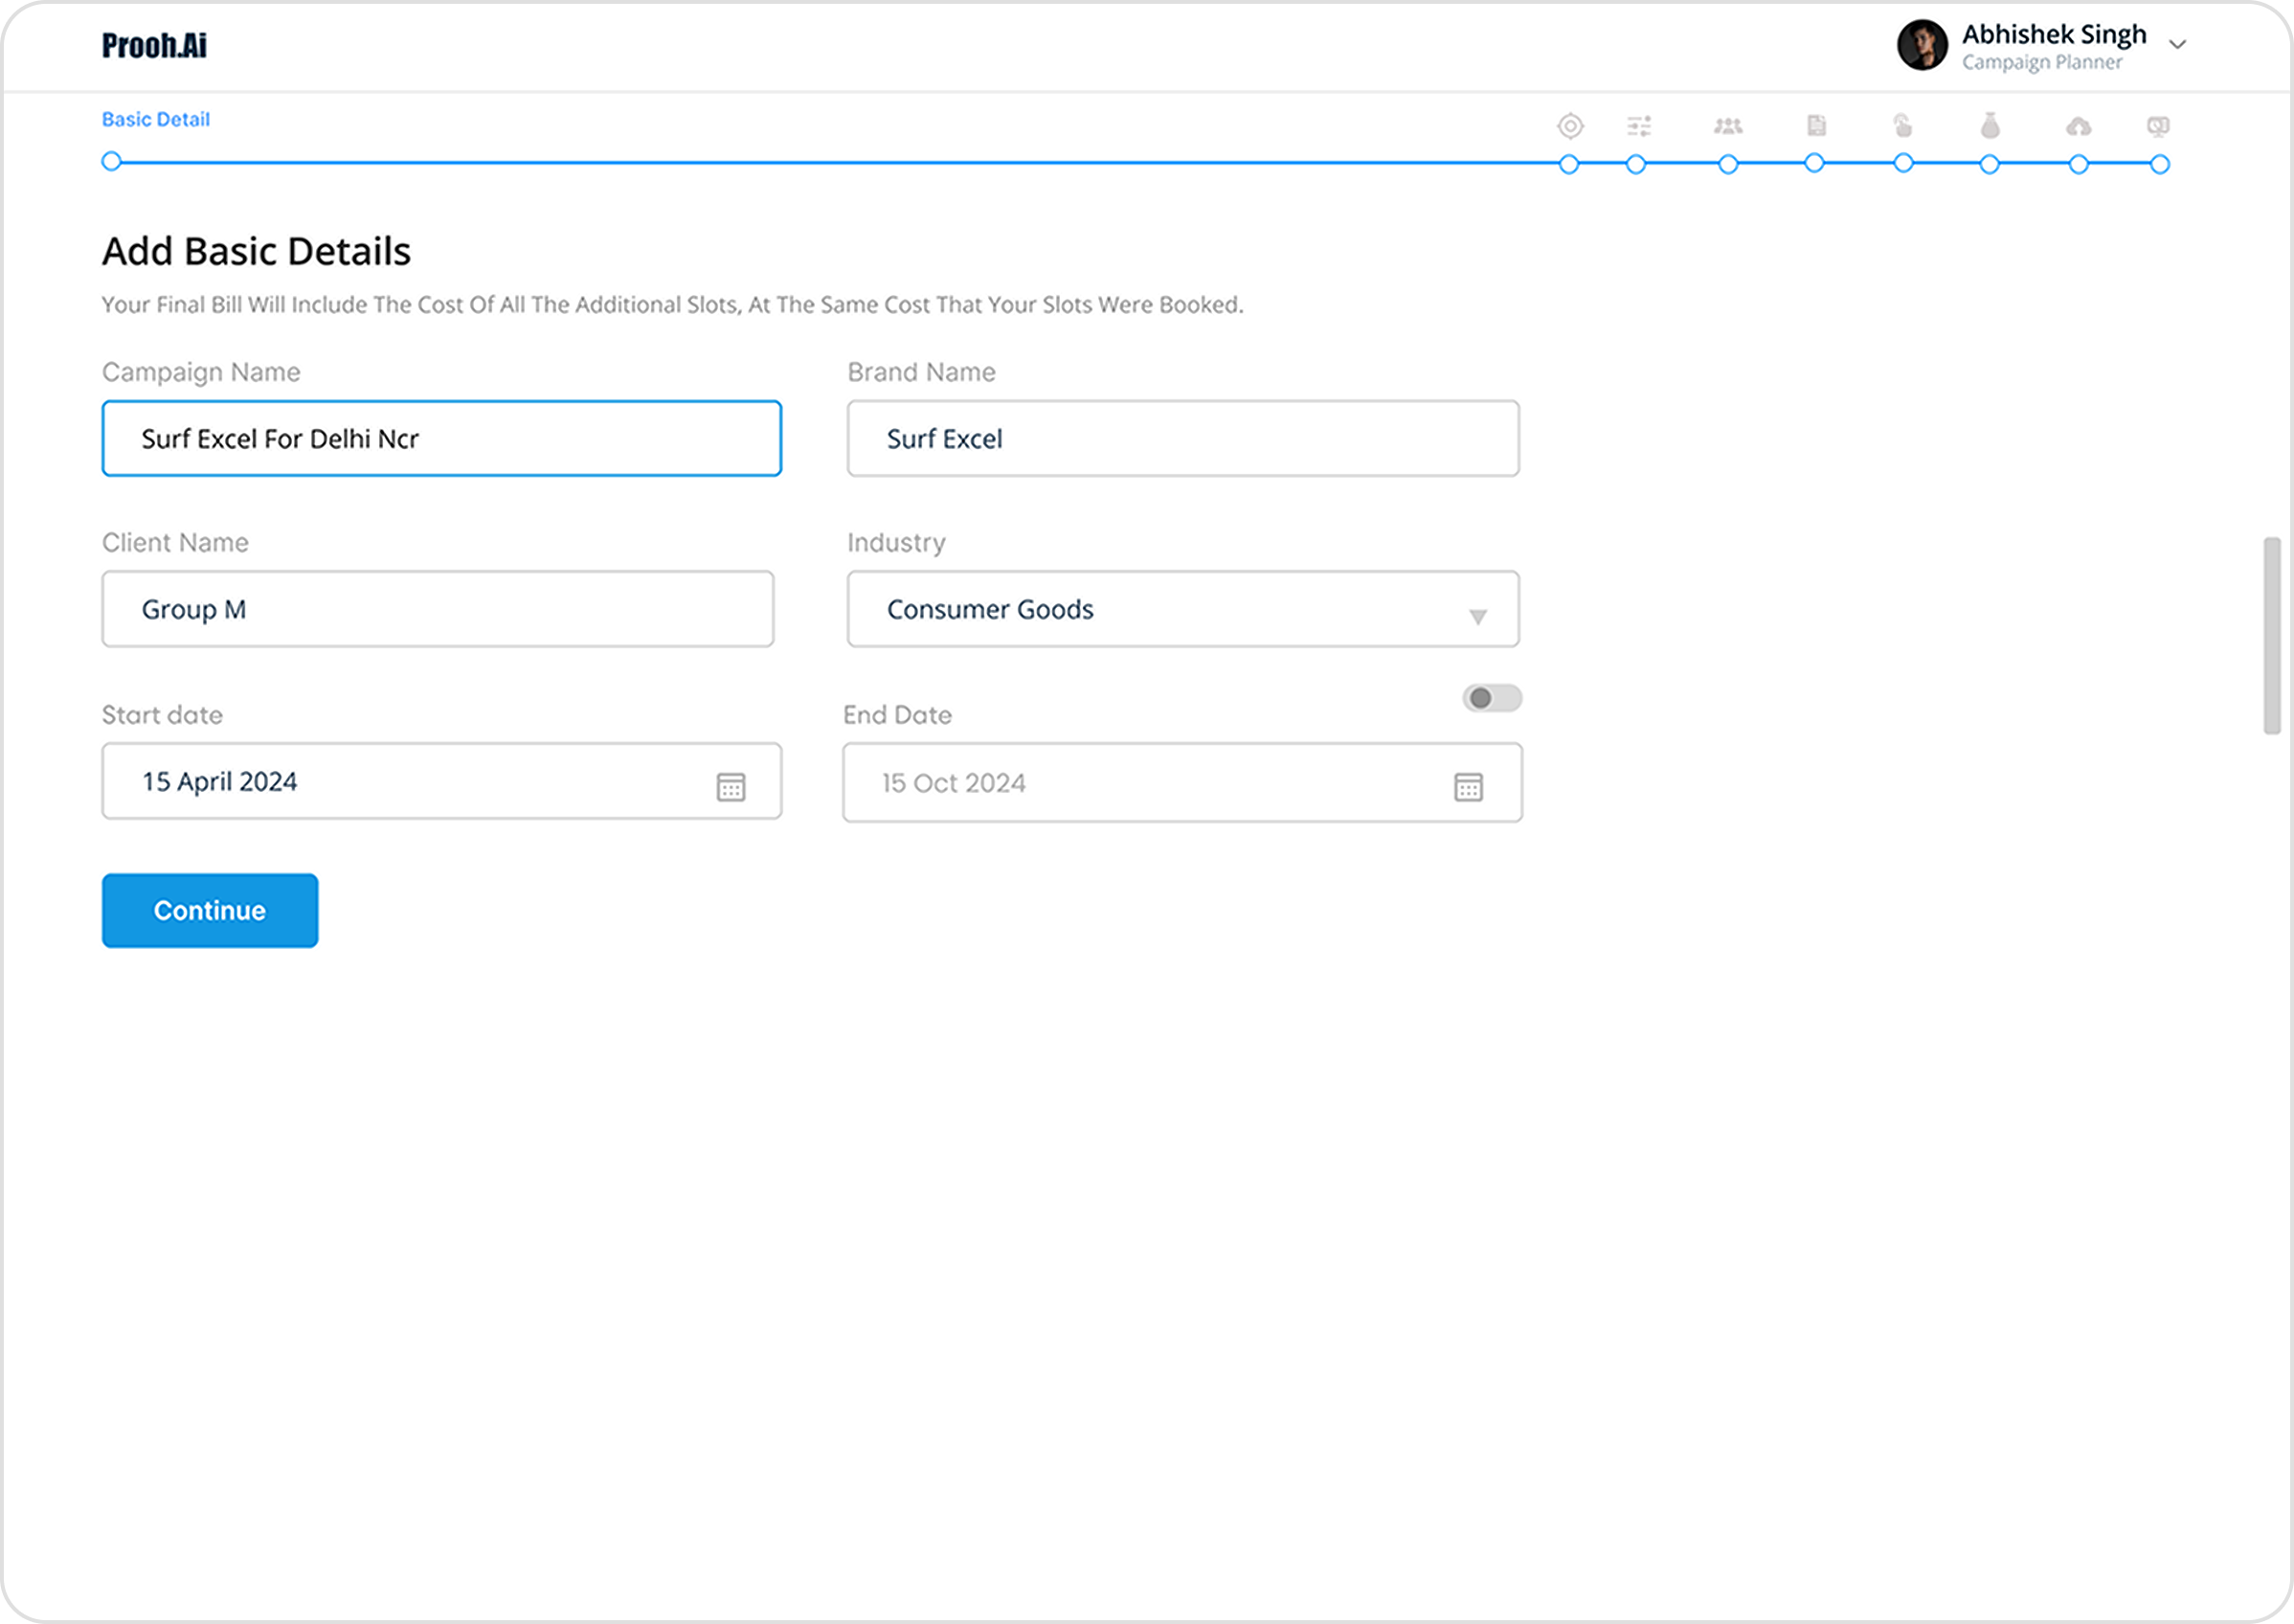 Prooh.Ai
Abhishek Singh
Campaign Planner
Basic Detail
Add Basic Details
Your Final Bill Will Include The Cost Of All The Additional Slots, At The Same Cost That Your Slots Were Booked.
Campaign Name
Brand Name
Surf Excel For Delhi Ncr
Surf Excel
Client Name
Industry
Group M
Consumer Goods
Start date
End Date
15 April 2024
15 Oct 2024
Continue